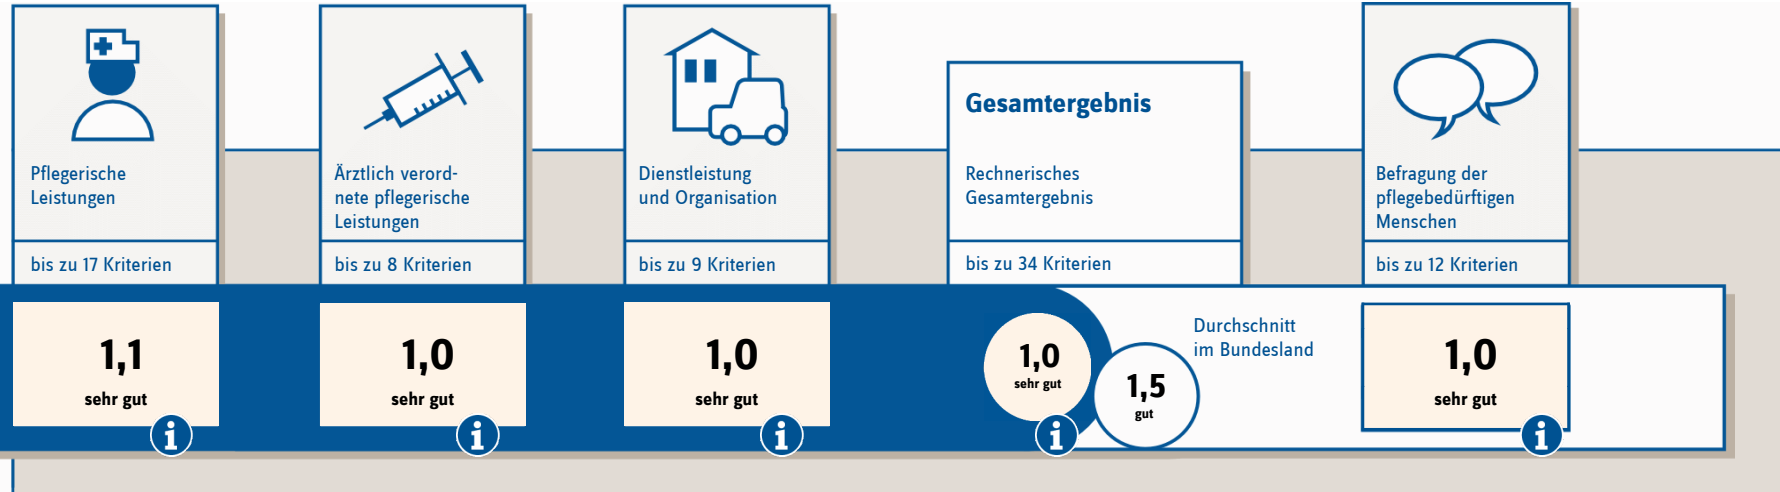 Pflegerische
Leistungen
bis zu 17 Kriterien
1,1
sehr gut
Ärztlich verord-
nete pflegerische
Leistungen
bis zu 8 Kriterien
1,0
sehr gut
Dienstleistung
und Organisation
bis zu 9 Kriterien
1,0
sehr gut
Gesamtergebnis
Rechnerisches
Gesamtergebnis
bis zu 34 Kriterien
1,0
sehr gut
1,5
gut
Durchschnitt
im Bundesland
Befragung der
pflegebedürftigen
Menschen
bis zu 12 Kriterien
1,0
sehr gut